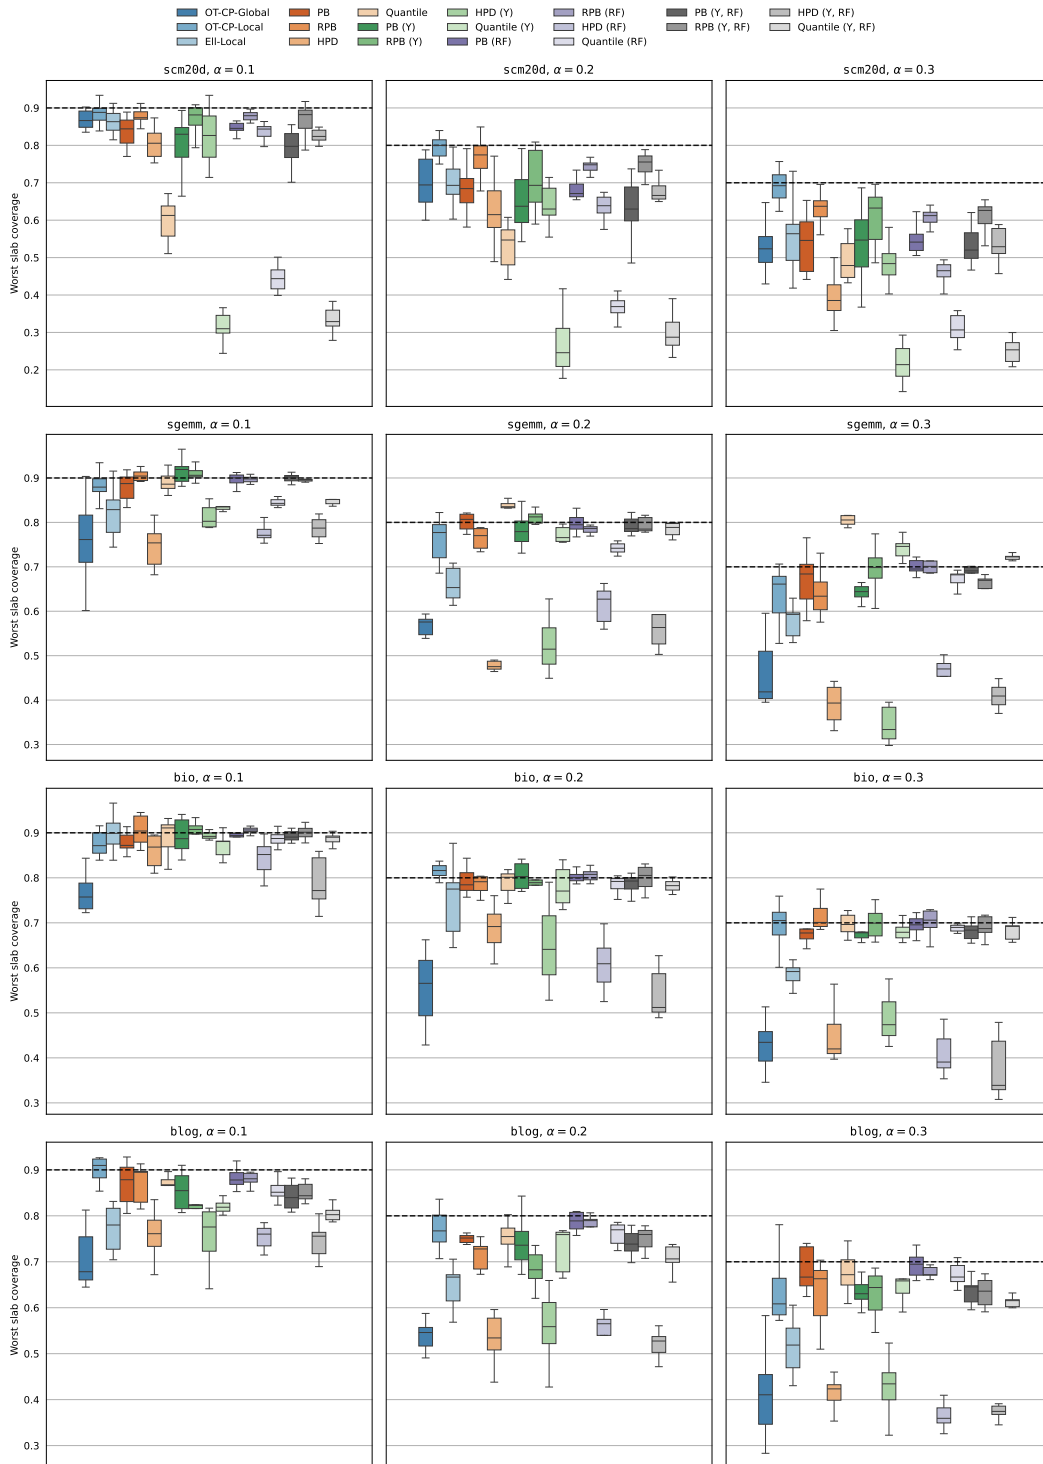 OT-CP-Global PB Quantile HPD (Y) RPB (RF) PB (Y, RF) HPD (Y, RF)
OT-CP-Local RPB PB (Y) Quantile (Y) HPD (RF) RPB (Y, RF) Quantile (Y, RF)
Ell-Local HPD RPB (Y) PB (RF) Quantile (RF)
scm20d, α = 0.1 scm20d, α = 0.2 scm20d, α = 0.3
Worst slab coverage
0.9
0.8
0.7
0.6
0.5
0.4
0.3
0.2
sgemm, α = 0.1 sgemm, α = 0.2 sgemm, α = 0.3
Worst slab coverage
0.9
0.8
0.7
0.6
0.5
0.4
0.3
bio, α = 0.1 bio, α = 0.2 bio, α = 0.3
Worst slab coverage
0.9
0.8
0.7
0.6
0.5
0.4
0.3
blog, α = 0.1 blog, α = 0.2 blog, α = 0.3
Worst slab coverage
0.9
0.8
0.7
0.6
0.5
0.4
0.3